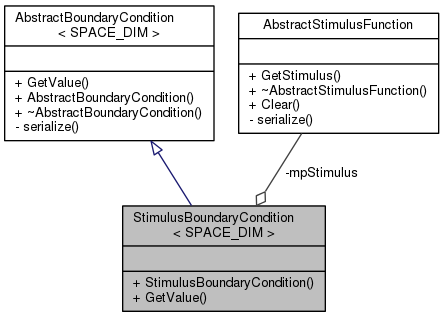 AbstractBoundaryCondition
< SPACE_DIM >
+ GetValue()
+ AbstractBoundaryCondition()
+ ~AbstractBoundaryCondition()
- serialize()
AbstractStimulusFunction
+ GetStimulus()
+ ~AbstractStimulusFunction()
+ Clear()
- serialize()
-mpStimulus
StimulusBoundaryCondition
< SPACE_DIM >
+ StimulusBoundaryCondition()
+ GetValue()